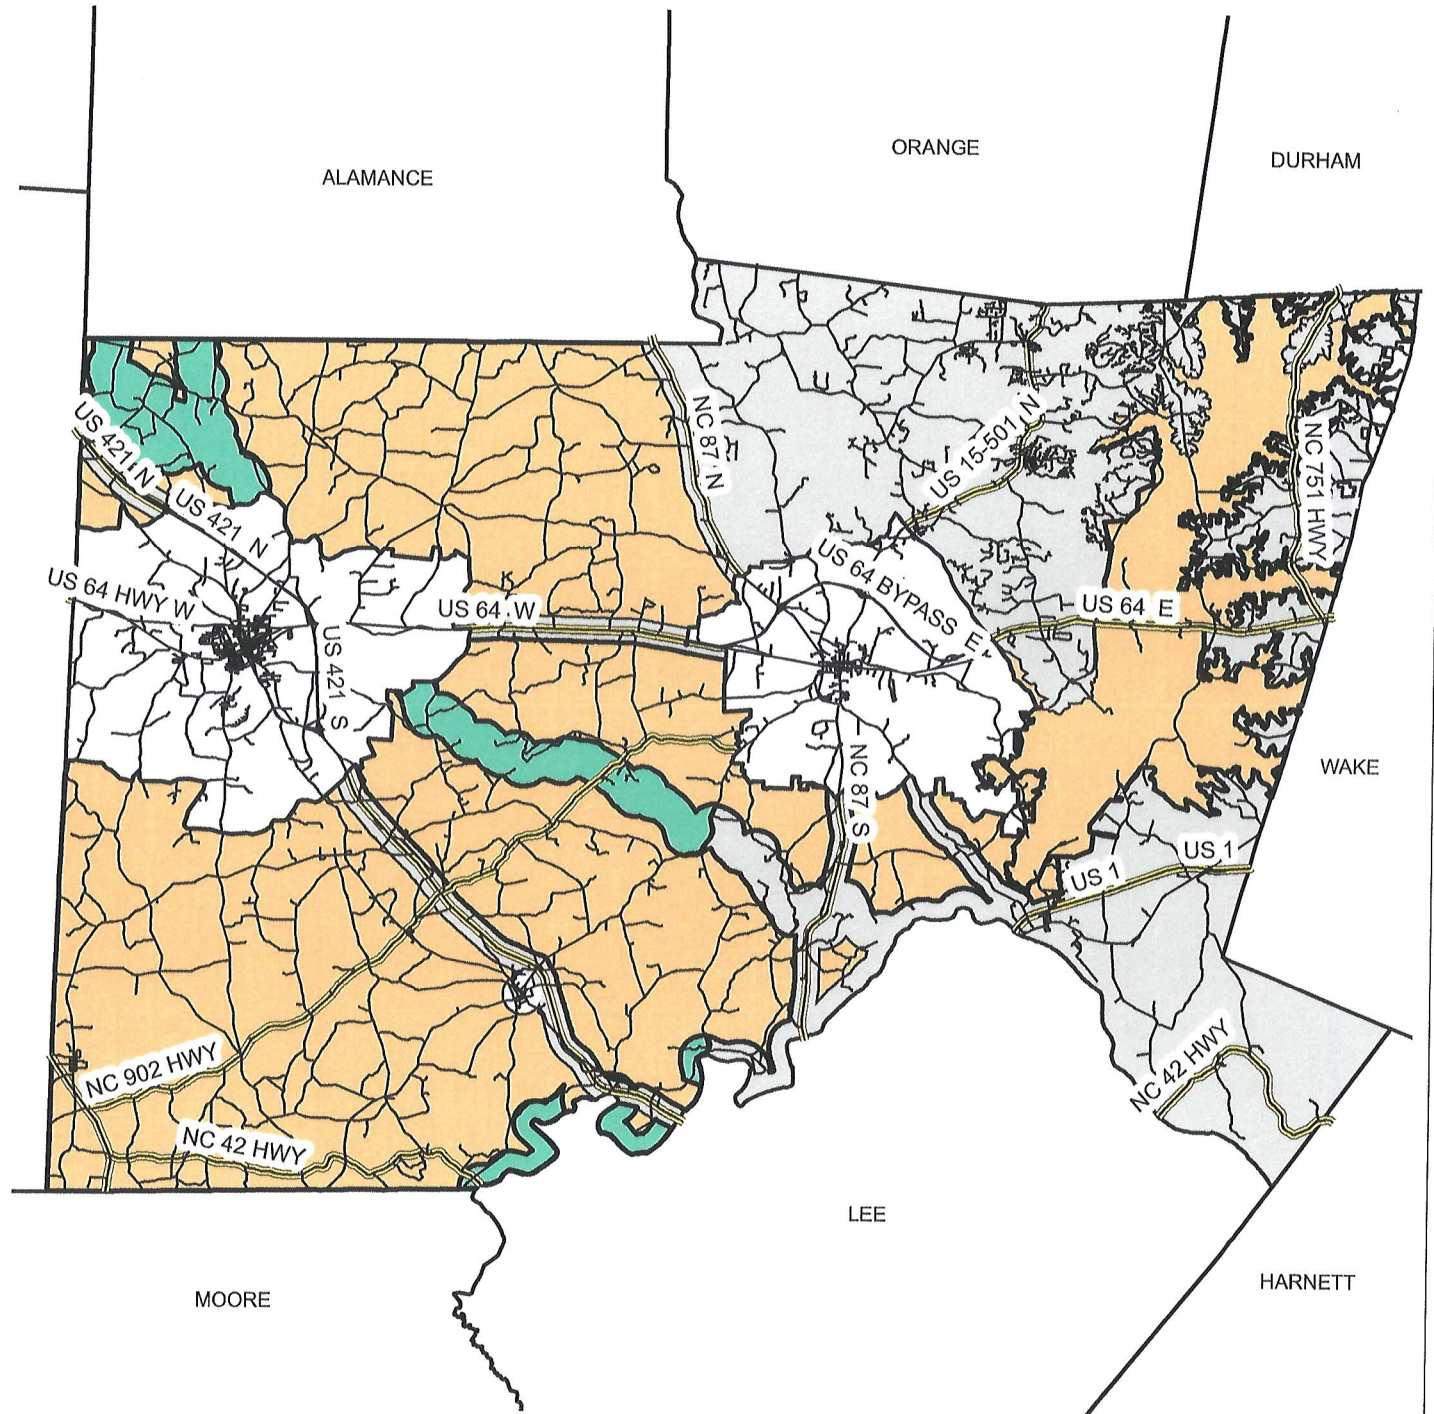 ORANGE
DURHAM
ALAMANCE
NC 87 N
US 15-501 N
US 421 N
US 421 N
NC 751 HWY
US 64 HWY W
US 64 W
US 64 BYPASS E
US 64 E
US 421 S
WAKE
NC 87 S
US 1
US 1
NC 902 HWY
NC 42 HWY
NC 42 HWY
LEE
HARNETT
MOORE